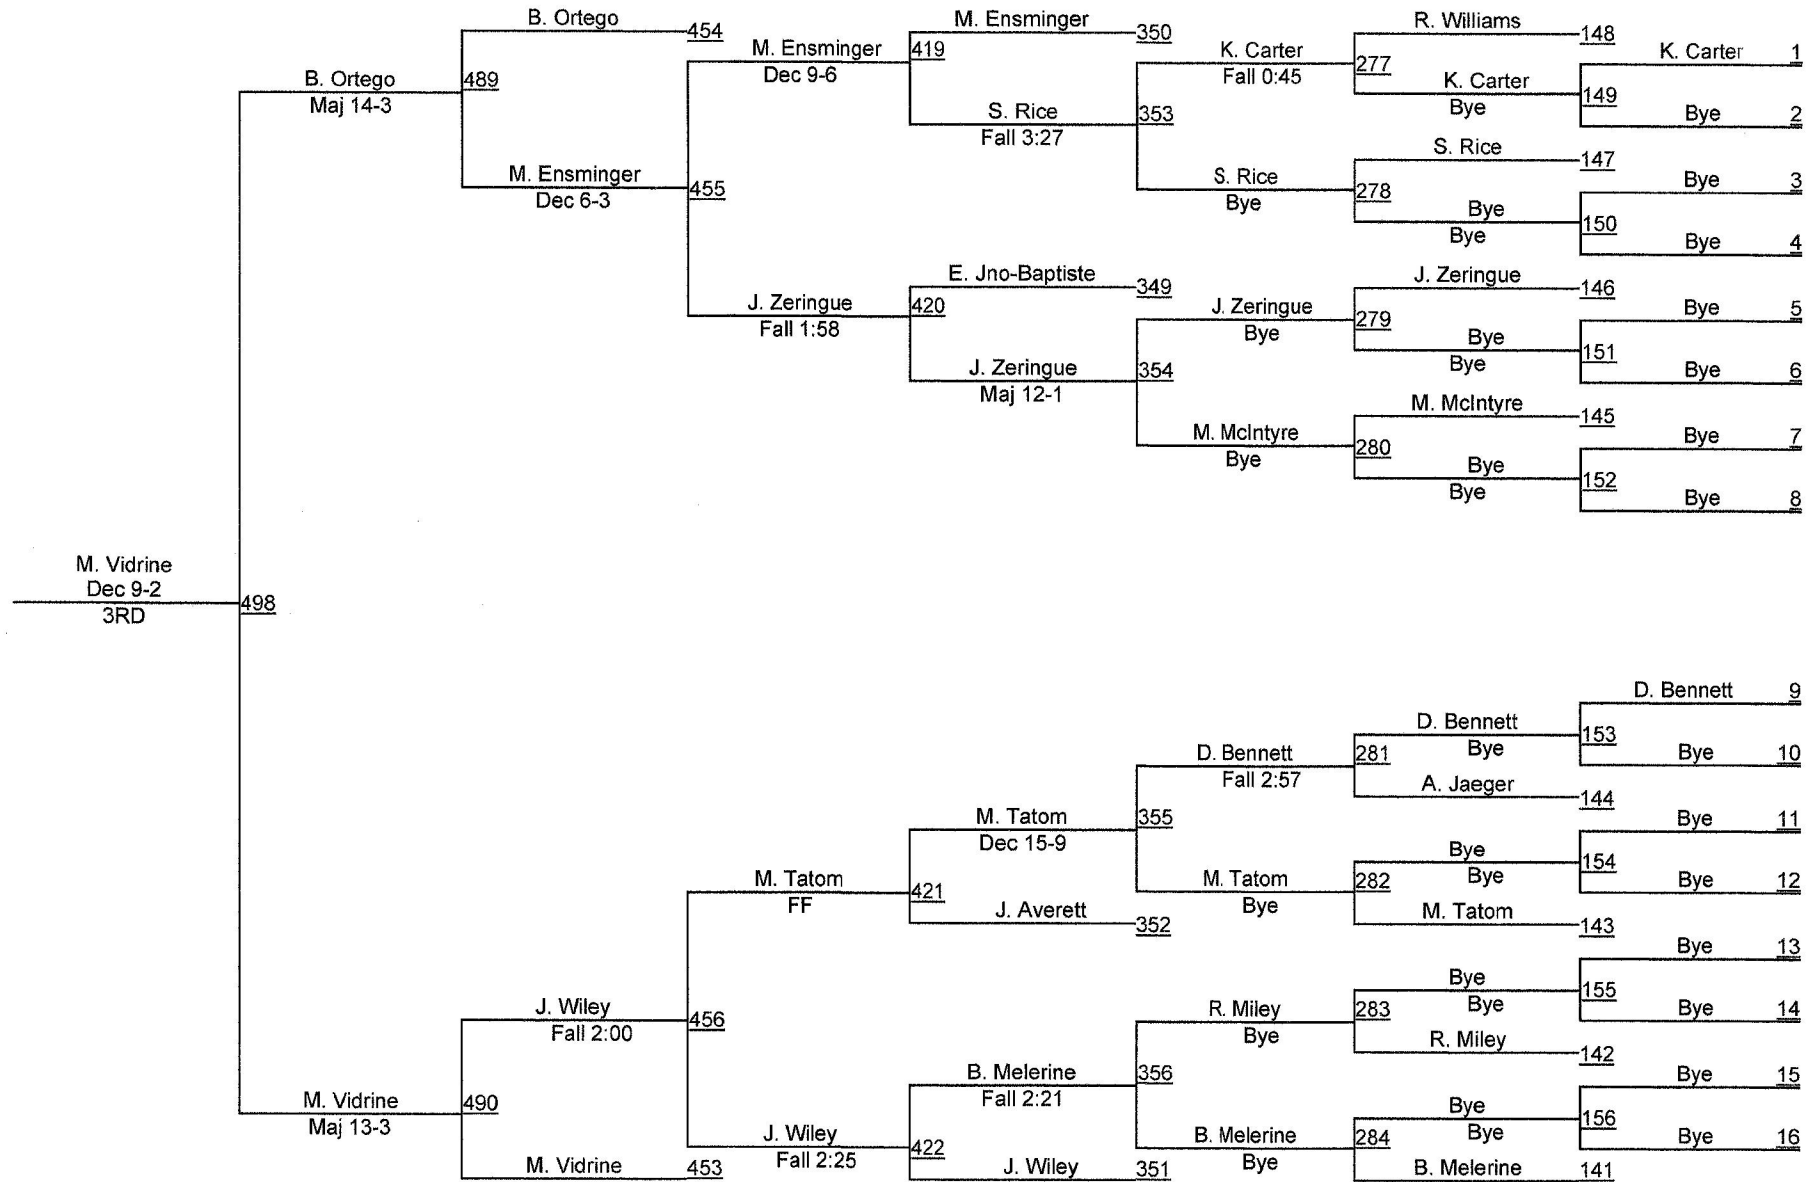 B. Ortego
454
B. Ortego
Maj 14-3
489
M. Ensminger
Dec 6-3
455
M. Ensminger
Dec 9-6
419
J. Zeringue
Fall 1:58
420
M. Ensminger
350
S. Rice
Fall 3:27
353
E. Jno-Baptiste
349
J. Zeringue
Maj 12-1
354
K. Carter
Fall 0:45
277
S. Rice
Bye
278
J. Zeringue
Bye
279
M. McIntyre
Bye
280
R. Williams
148
K. Carter
Bye
149
S. Rice
147
Bye
Bye
150
J. Zeringue
146
Bye
Bye
151
M. McIntyre
145
Bye
Bye
152
K. Carter 1
Bye 2
Bye 3
Bye 4
Bye 5
Bye 6
Bye 7
Bye 8
M. Vidrine
Dec 9-2
3RD
498
M. Vidrine
Maj 13-3
490
J. Wiley
Fall 2:00
456
M. Vidrine
453
M. Tatom
FF
421
J. Wiley
Fall 2:25
422
M. Tatom
Dec 15-9
355
J. Averett
352
B. Melerine
Fall 2:21
356
J. Wiley
351
D. Bennett
Fall 2:57
281
M. Tatom
Bye
282
R. Miley
Bye
283
B. Melerine
Bye
284
D. Bennett
Bye
153
A. Jaeger
144
Bye
Bye
154
M. Tatom
143
Bye
Bye
155
R. Miley
142
Bye
Bye
156
B. Melerine
141
D. Bennett 9
Bye 10
Bye 11
Bye 12
Bye 13
Bye 14
Bye 15
Bye 16